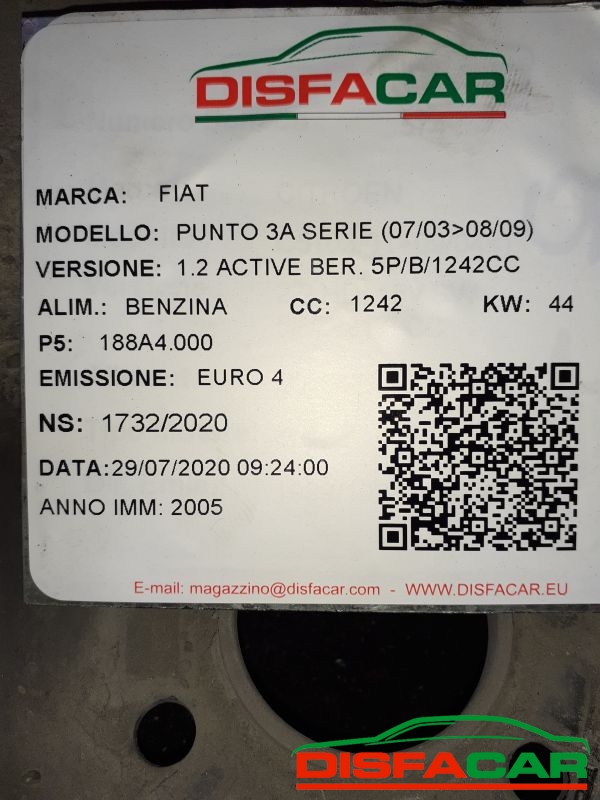 DISFACAR
MARCA: FIAT
MODELLO: PUNTO 3A SERIE (07/03>08/09)
VERSIONE: 1.2 ACTIVE BER. 5P/B/1242CC
ALIM.: BENZINA CC: 1242 KW: 44
P5: 188A4.000
EMISSIONE: EURO 4
NS: 1732/2020
DATA:29/07/2020 09:24:00
ANNO IMM: 2005
E-mail: magazzino@disfacar.com - WWW.DISFACAR.EU
DISFACAR